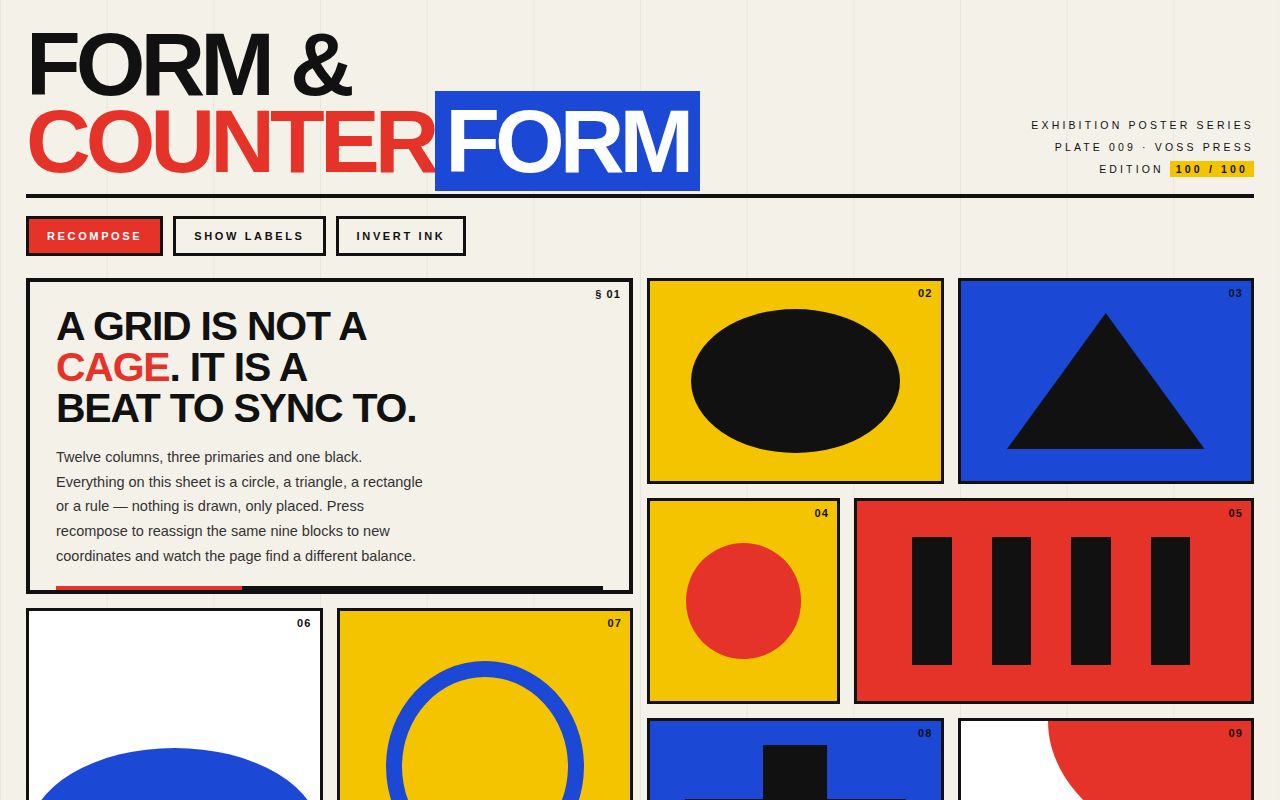 FORM &
COUNTERFORM
EXHIBITION POSTER SERIES
PLATE 009 · VOSS PRESS
EDITION 100 / 100
RECOMPOSE
SHOW LABELS
INVERT INK
§ 01
A GRID IS NOT A
CAGE. IT IS A
BEAT TO SYNC TO.
Twelve columns, three primaries and one black.
Everything on this sheet is a circle, a triangle, a rectangle
or a rule — nothing is drawn, only placed. Press
recompose to reassign the same nine blocks to new
coordinates and watch the page find a different balance.
02
03
04
05
06
07
08
09